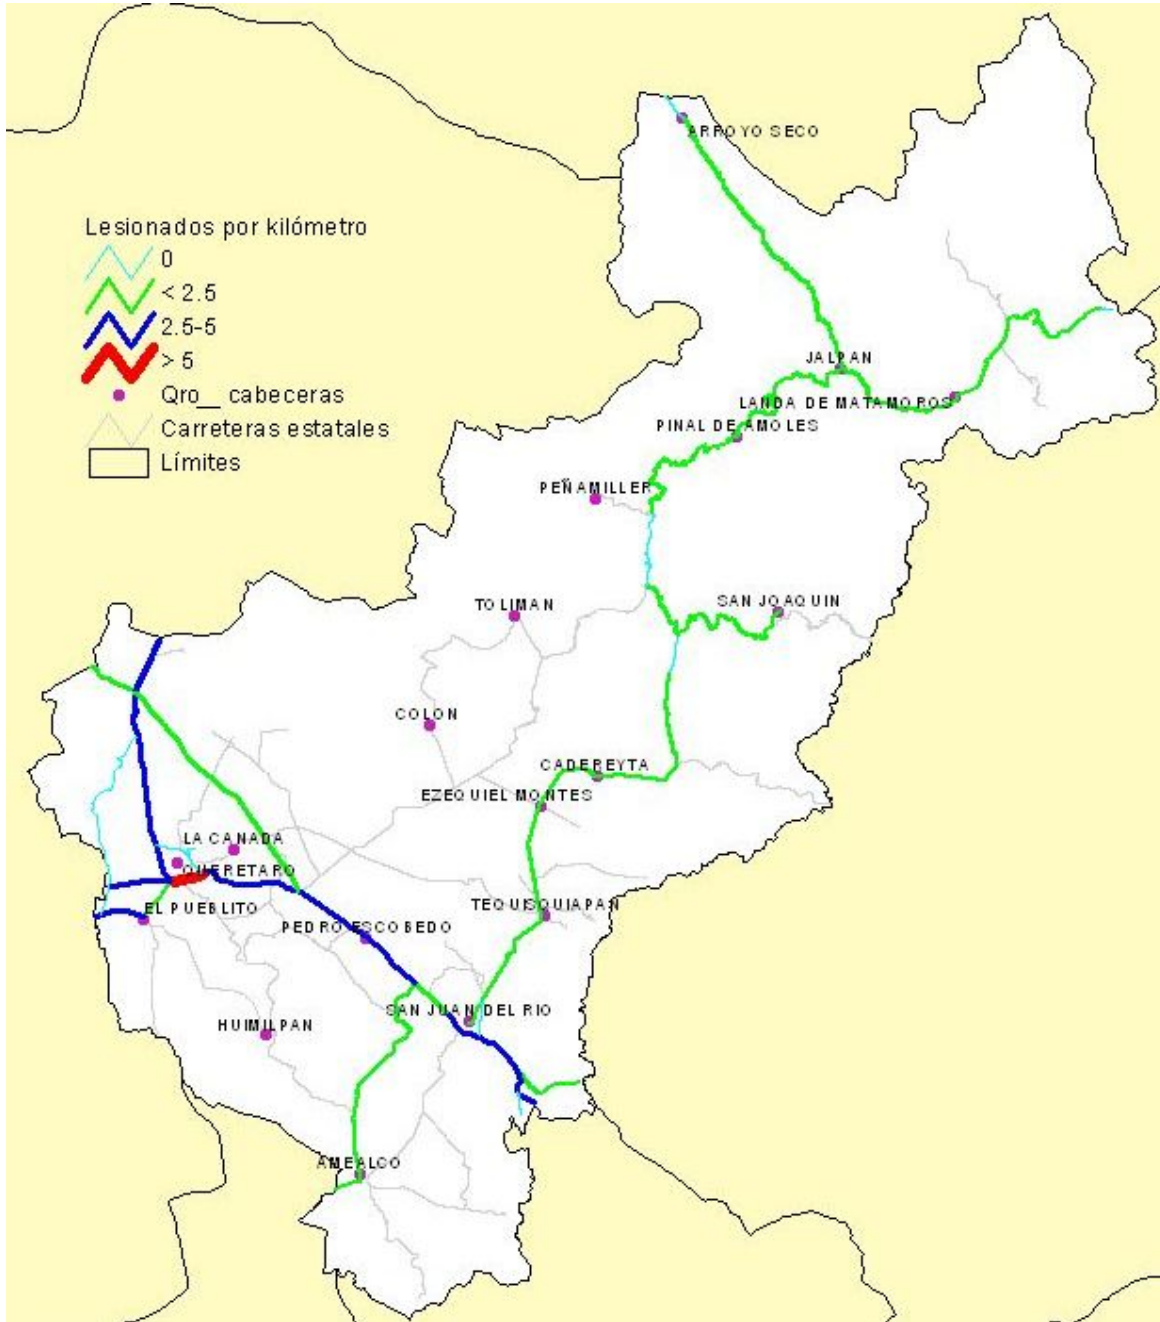 ARROYO SECO
Lesionados por kilómetro
0
< 2.5
2.5-5
> 5
Qro__ cabeceras
Carreteras estatales
Límites
JALPAN
LANDA DE MATAMOROS
PINAL DE AMOLES
PEÑAMILLER
TOLIMAN
SAN JOAQUIN
COLON
CADEREYTA
EZEQUIEL MONTES
LA CANADA
QUERETARO
EL PUEBLITO
TEQUISQUIAPAN
PEDRO ESCOBEDO
SAN JUAN DEL RIO
HUIMILPAN
AMEALCO